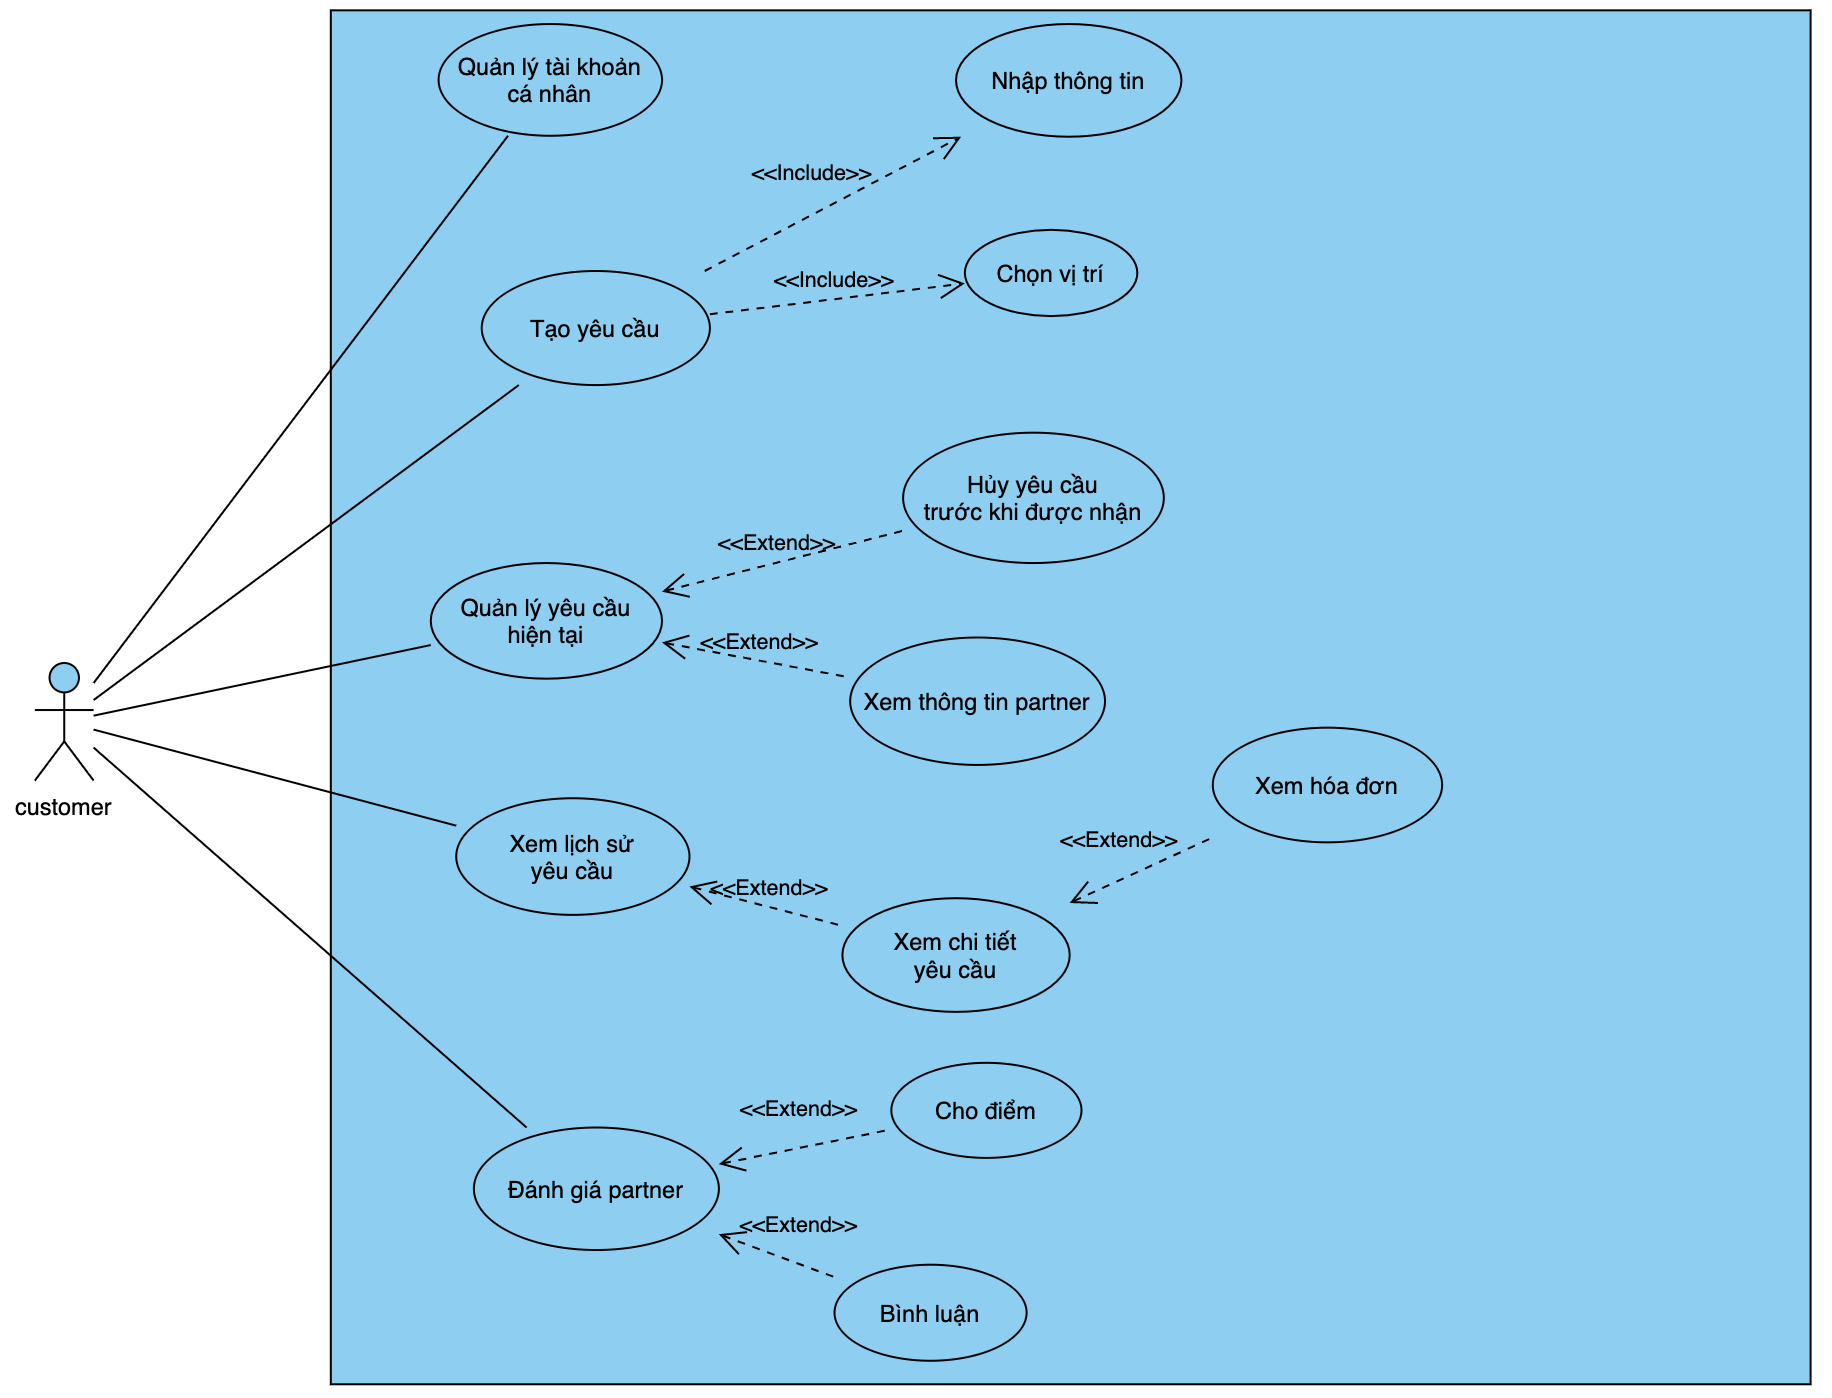 Quản lý tài khoản
cá nhân
Nhập thông tin
<<Include>>
<<Include>>
Chọn vị trí
Tạo yêu cầu
Hủy yêu cầu
trước khi được nhận
<<Extend>>
Quản lý yêu cầu
hiện tại
<<Extend>>
Xem thông tin partner
customer
Xem hóa đơn
<<Extend>>
Xem lịch sử
yêu cầu
<<Extend>>
Xem chi tiết
yêu cầu
<<Extend>>
Cho điểm
Đánh giá partner
<<Extend>>
Bình luận